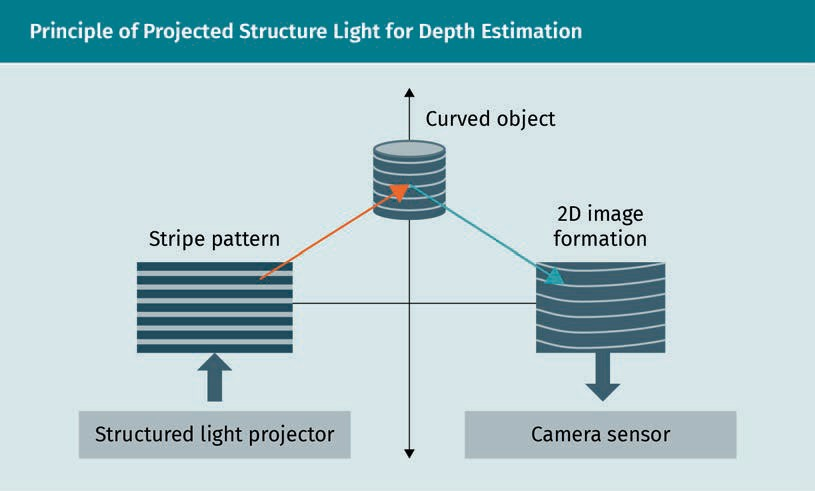 Principle of Projected Structure Light for Depth Estimation
Curved object
Stripe pattern
2D image
formation
Structured light projector
Camera sensor